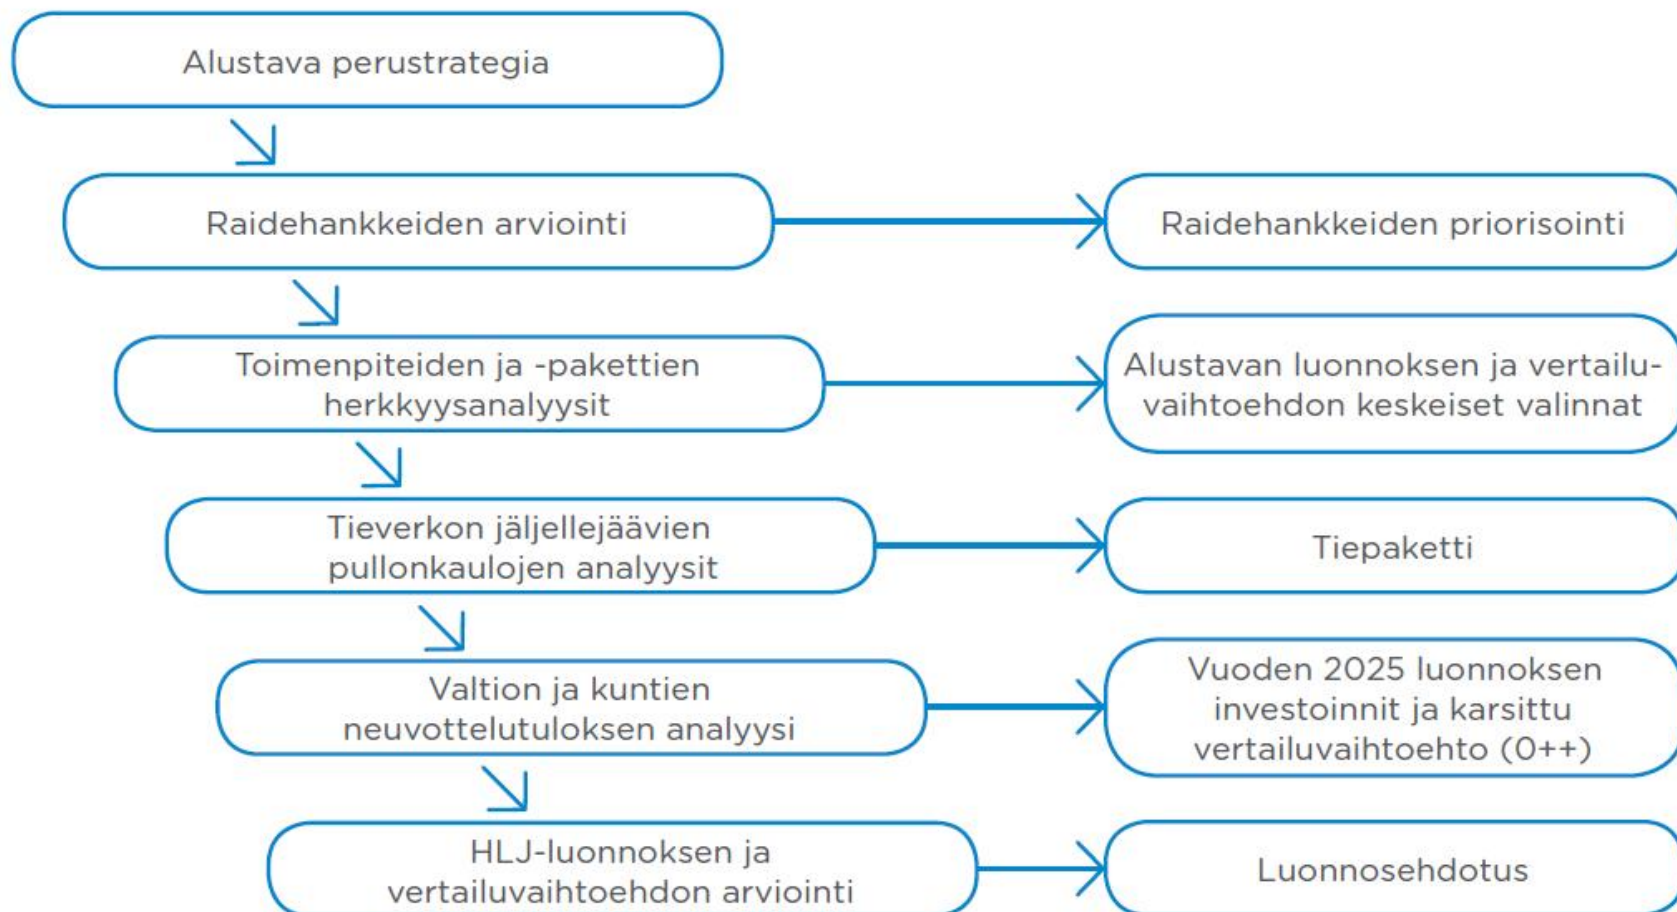 Alustava perustrategia
Raidehankkeiden arviointi
Raidehankkeiden priorisointi
Toimenpiteiden ja -pakettien
herkkyysanalyysit
Alustavan luonnoksen ja vertailu-
vaihtoehdon keskeiset valinnat
Tieverkon jäljellejäävien
pullonkaulojen analyysit
Tiepaketti
Valtion ja kuntien
neuvottelutuloksen analyysi
Vuoden 2025 luonnoksen
investoinnit ja karsittu
vertailuvaihtoehto (0++)
HLJ-luonnoksen ja
vertailuvaihtoehdon arviointi
Luonnosehdotus